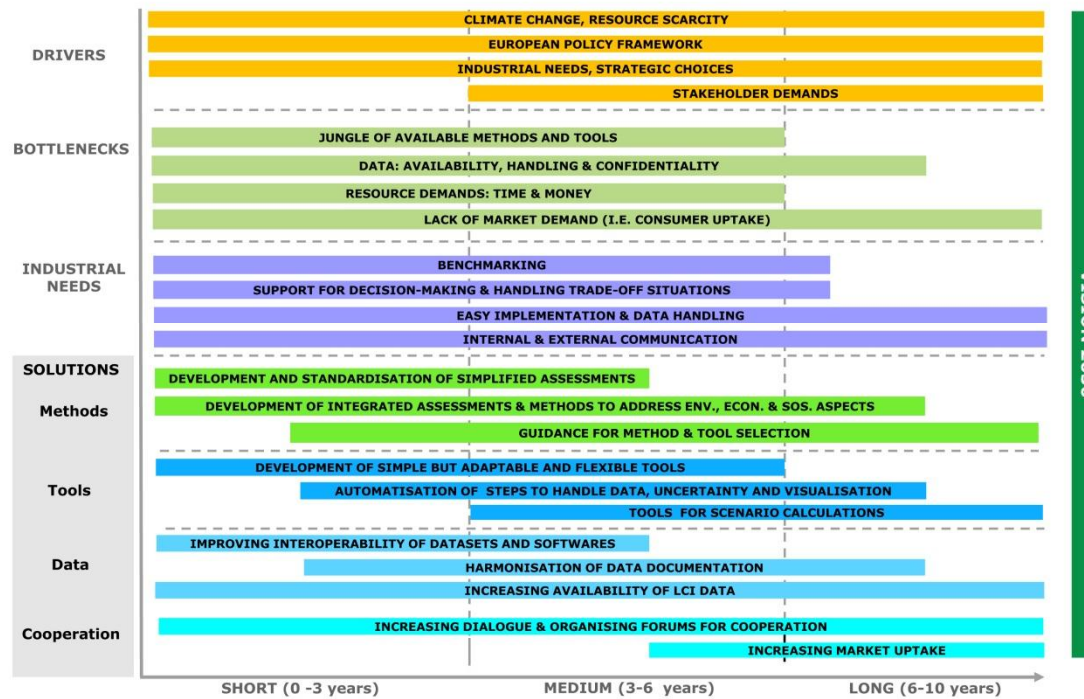 DRIVERS
CLIMATE CHANGE, RESOURCE SCARCITY
EUROPEAN POLICY FRAMEWORK
INDUSTRIAL NEEDS, STRATEGIC CHOICES
STAKEHOLDER DEMANDS
BOTTLENECKS
JUNGLE OF AVAILABLE METHODS AND TOOLS
DATA: AVAILABILITY, HANDLING & CONFIDENTIALITY
RESOURCE DEMANDS: TIME & MONEY
LACK OF MARKET DEMAND (I.E. CONSUMER UPTAKE)
INDUSTRIAL
NEEDS
BENCHMARKING
SUPPORT FOR DECISION-MAKING & HANDLING TRADE-OFF SITUATIONS
EASY IMPLEMENTATION & DATA HANDLING
INTERNAL & EXTERNAL COMMUNICATION
SOLUTIONS
Methods
DEVELOPMENT AND STANDARDISATION OF SIMPLIFIED ASSESSMENTS
DEVELOPMENT OF INTEGRATED ASSESSMENTS & METHODS TO ADDRESS ENV., ECON. & SOS. ASPECTS
GUIDANCE FOR METHOD & TOOL SELECTION
Tools
DEVELOPMENT OF SIMPLE BUT ADAPTABLE AND FLEXIBLE TOOLS
AUTOMATISATION OF STEPS TO HANDLE DATA, UNCERTAINTY AND VISUALISATION
TOOLS FOR SCENARIO CALCULATIONS
Data
IMPROVING INTEROPERABILITY OF DATASETS AND SOFTWARES
HARMONISATION OF DATA DOCUMENTATION
INCREASING AVAILABILITY OF LCI DATA
Cooperation
INCREASING DIALOGUE & ORGANISING FORUMS FOR COOPERATION
INCREASING MARKET UPTAKE
SHORT (0 -3 years)
MEDIUM (3-6 years)
LONG (6-10 years)